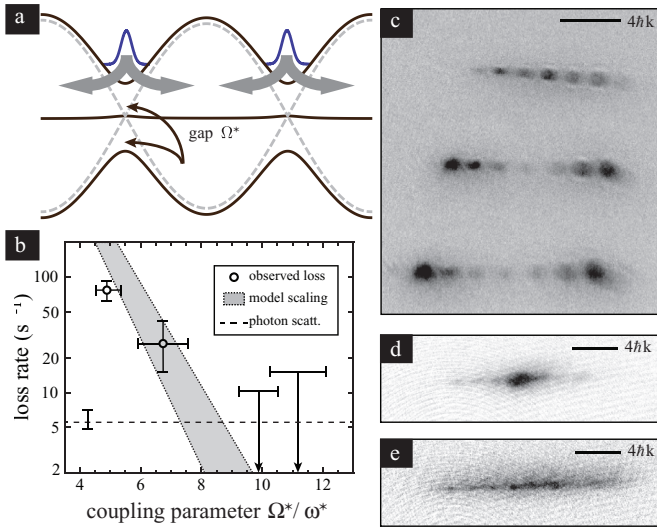 a
gap Ω*
b
loss rate (s ⁻¹)
100
50
20
10
5
2
observed loss
model scaling
photon scatt.
4
6
8
10
12
coupling parameter Ω*/ω*
c
4ħk
d
4ħk
e
4ħk